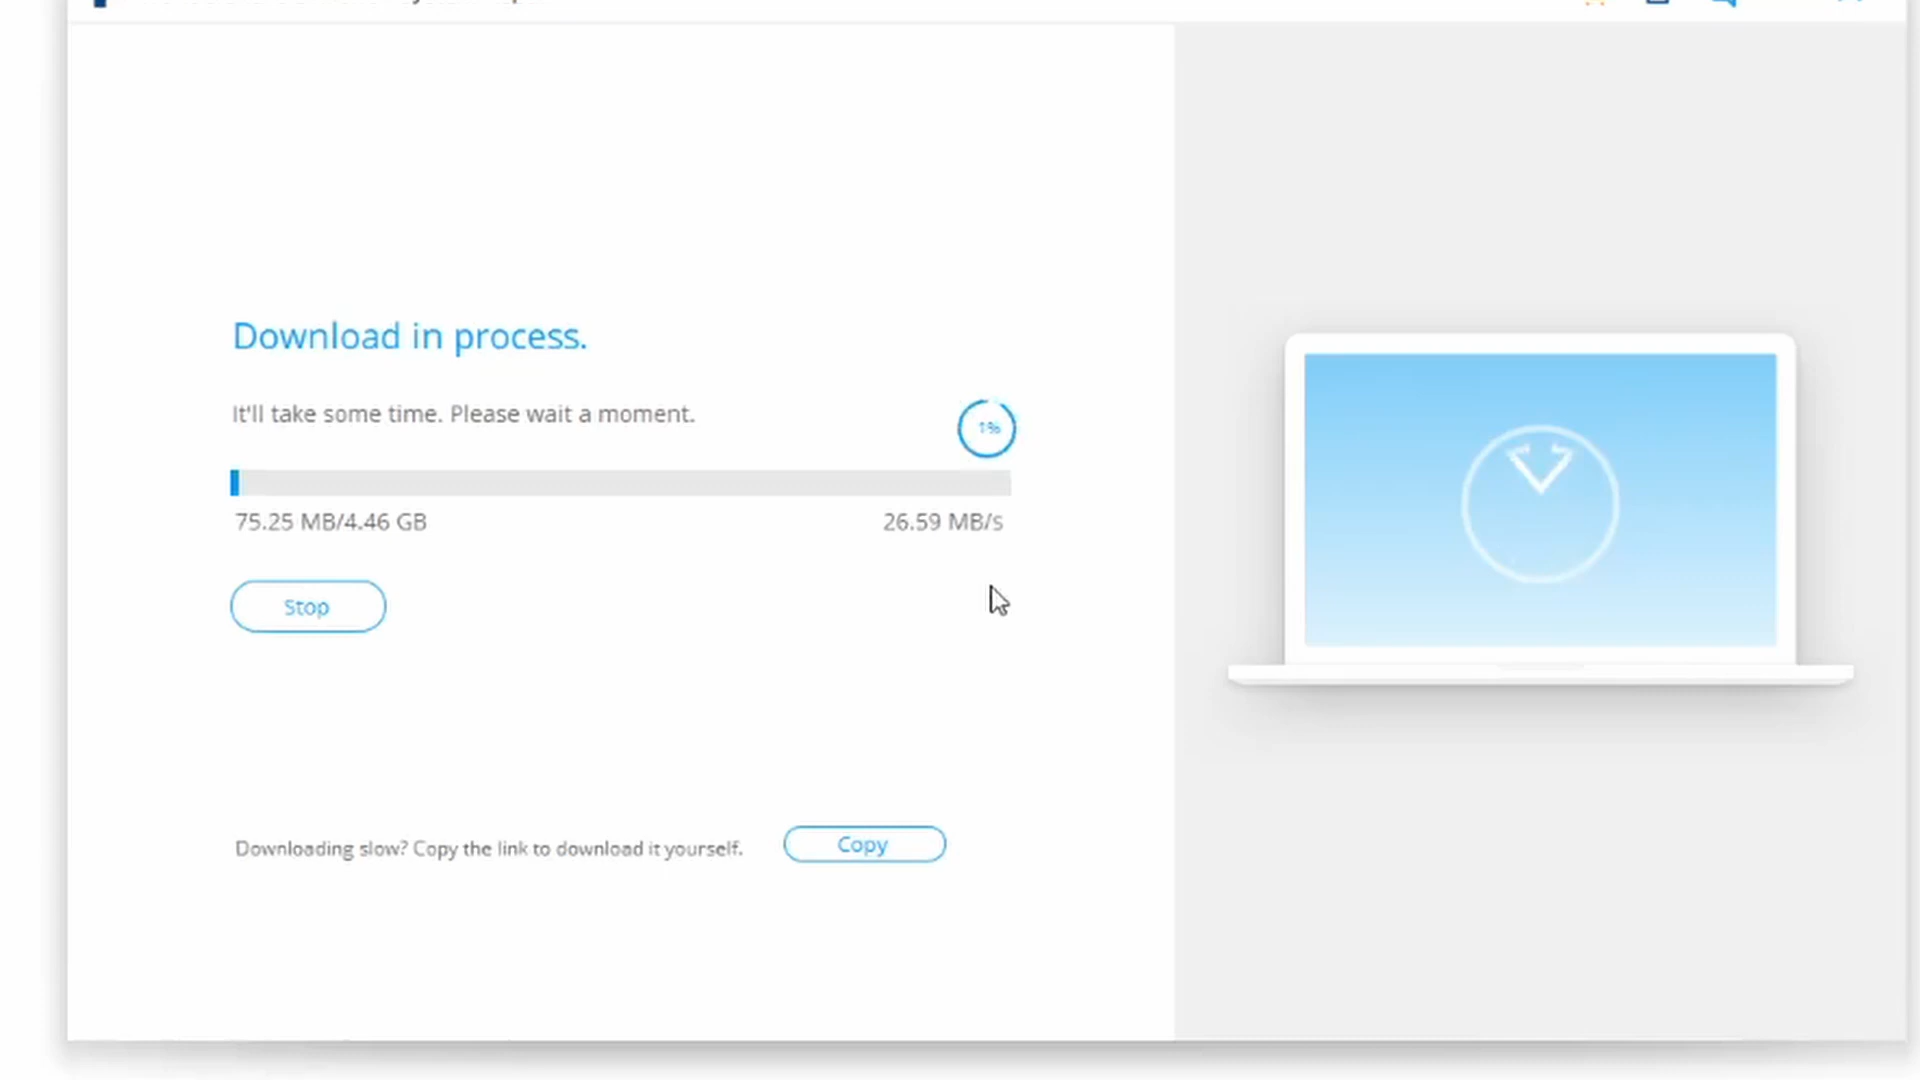 Download in process.
It'll take some time. Please wait a moment.
1%
75.25 MB/4.46 GB
26.59 MB/s
Stop
Downloading slow? Copy the link to download it yourself.
Copy